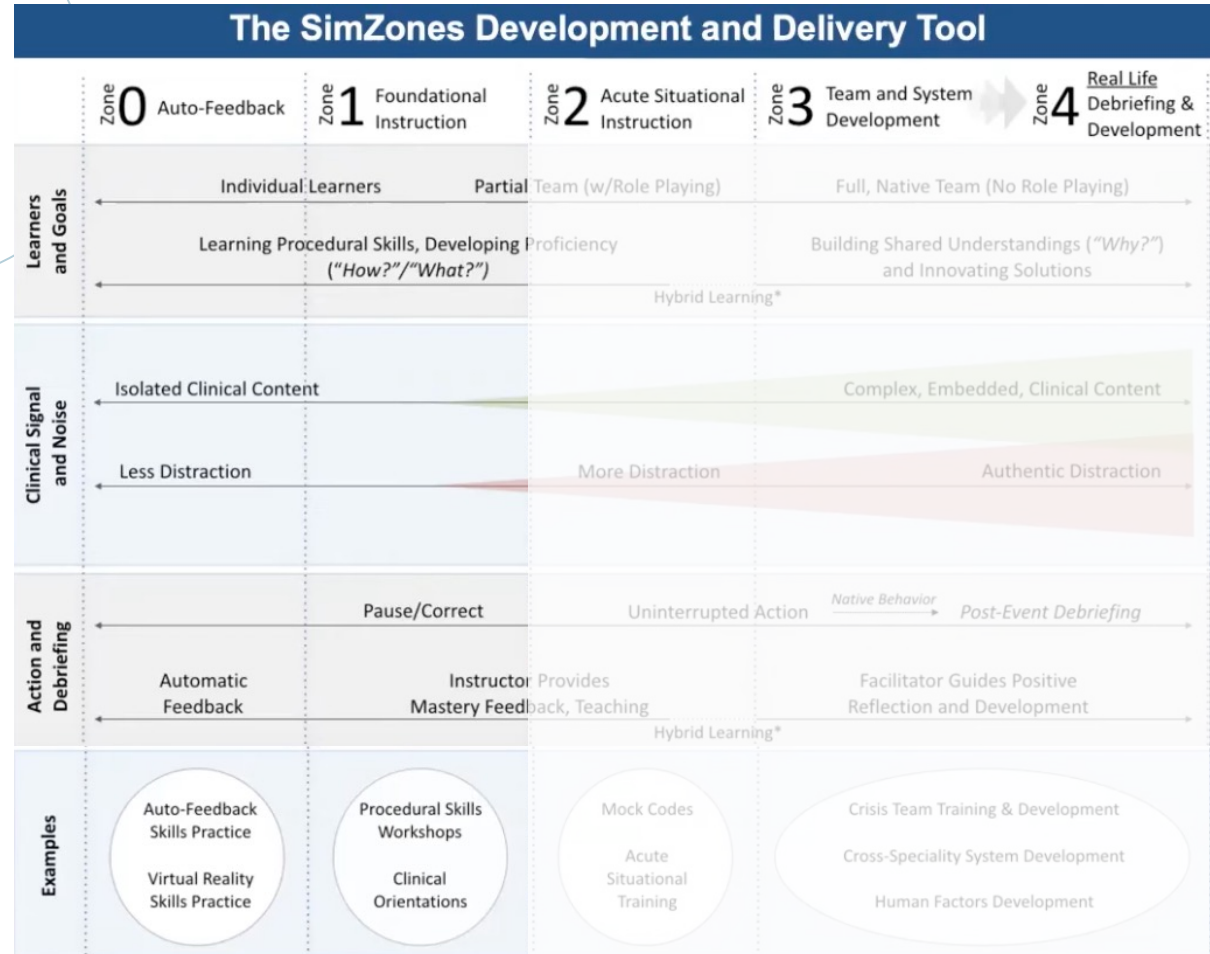 The SimZones Development and Delivery Tool
Zone 0 Auto-Feedback
Zone 1 Foundational
Instruction
Zone 2 Acute Situational
Instruction
Zone 3 Team and System
Development
Zone 4 Real Life
Debriefing &
Development
Learners
and Goals
Individual Learners
Partial Team (w/Role Playing)
Full, Native Team (No Role Playing)
Learning Procedural Skills, Developing Proficiency
("How?"/"What?")
Building Shared Understandings ("Why?")
and Innovating Solutions
Hybrid Learning*
Clinical Signal
and Noise
Isolated Clinical Content
Complex, Embedded, Clinical Content
Less Distraction
More Distraction
Authentic Distraction
Action and
Debriefing
Pause/Correct
Uninterrupted Action
Native Behavior
Post-Event Debriefing
Automatic
Feedback
Instructor Provides
Mastery Feedback, Teaching
Facilitator Guides Positive
Reflection and Development
Hybrid Learning*
Examples
Auto-Feedback
Skills Practice
Virtual Reality
Skills Practice
Procedural Skills
Workshops
Clinical
Orientations
Mock Codes
Acute
Situational
Training
Crisis Team Training & Development
Cross-Speciality System Development
Human Factors Development